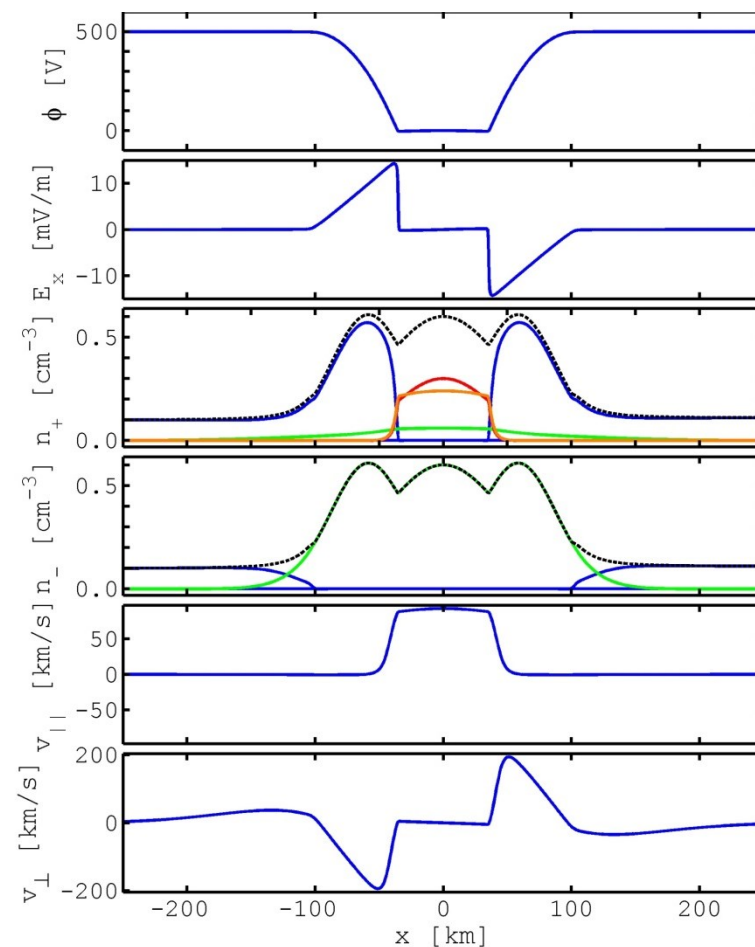 ϕ [V]
500
0
E_x [mV/m]
10
0
-10
n_+ [cm^-3]
0.5
0.0
n_- [cm^-3]
0.5
0.0
v_|| [km/s]
50
0
-50
v_⊥ [km/s]
200
0
-200
-200 -100 0 100 200
x [km]